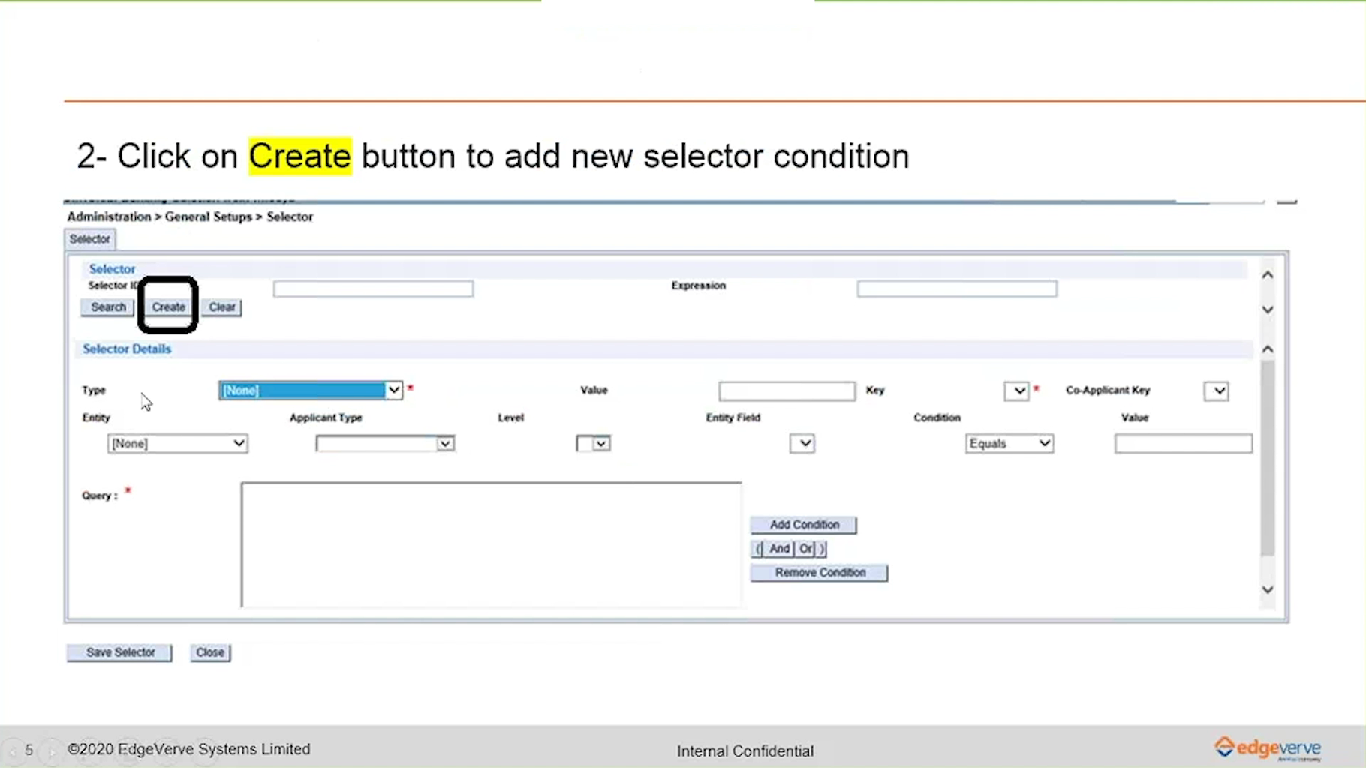 2- Click on Create button to add new selector condition
Administration > General Setups > Selector
Selector
Selector
Selector ID Expression
Search Create Clear
Selector Details
Type [None] * Value Key * Co-Applicant Key
Entity Applicant Type Level Entity Field Condition Value
[None] Equals
Query : *
Add Condition
( And Or )
Remove Condition
Save Selector Close
5 ©2020 EdgeVerve Systems Limited Internal Confidential edgeverve